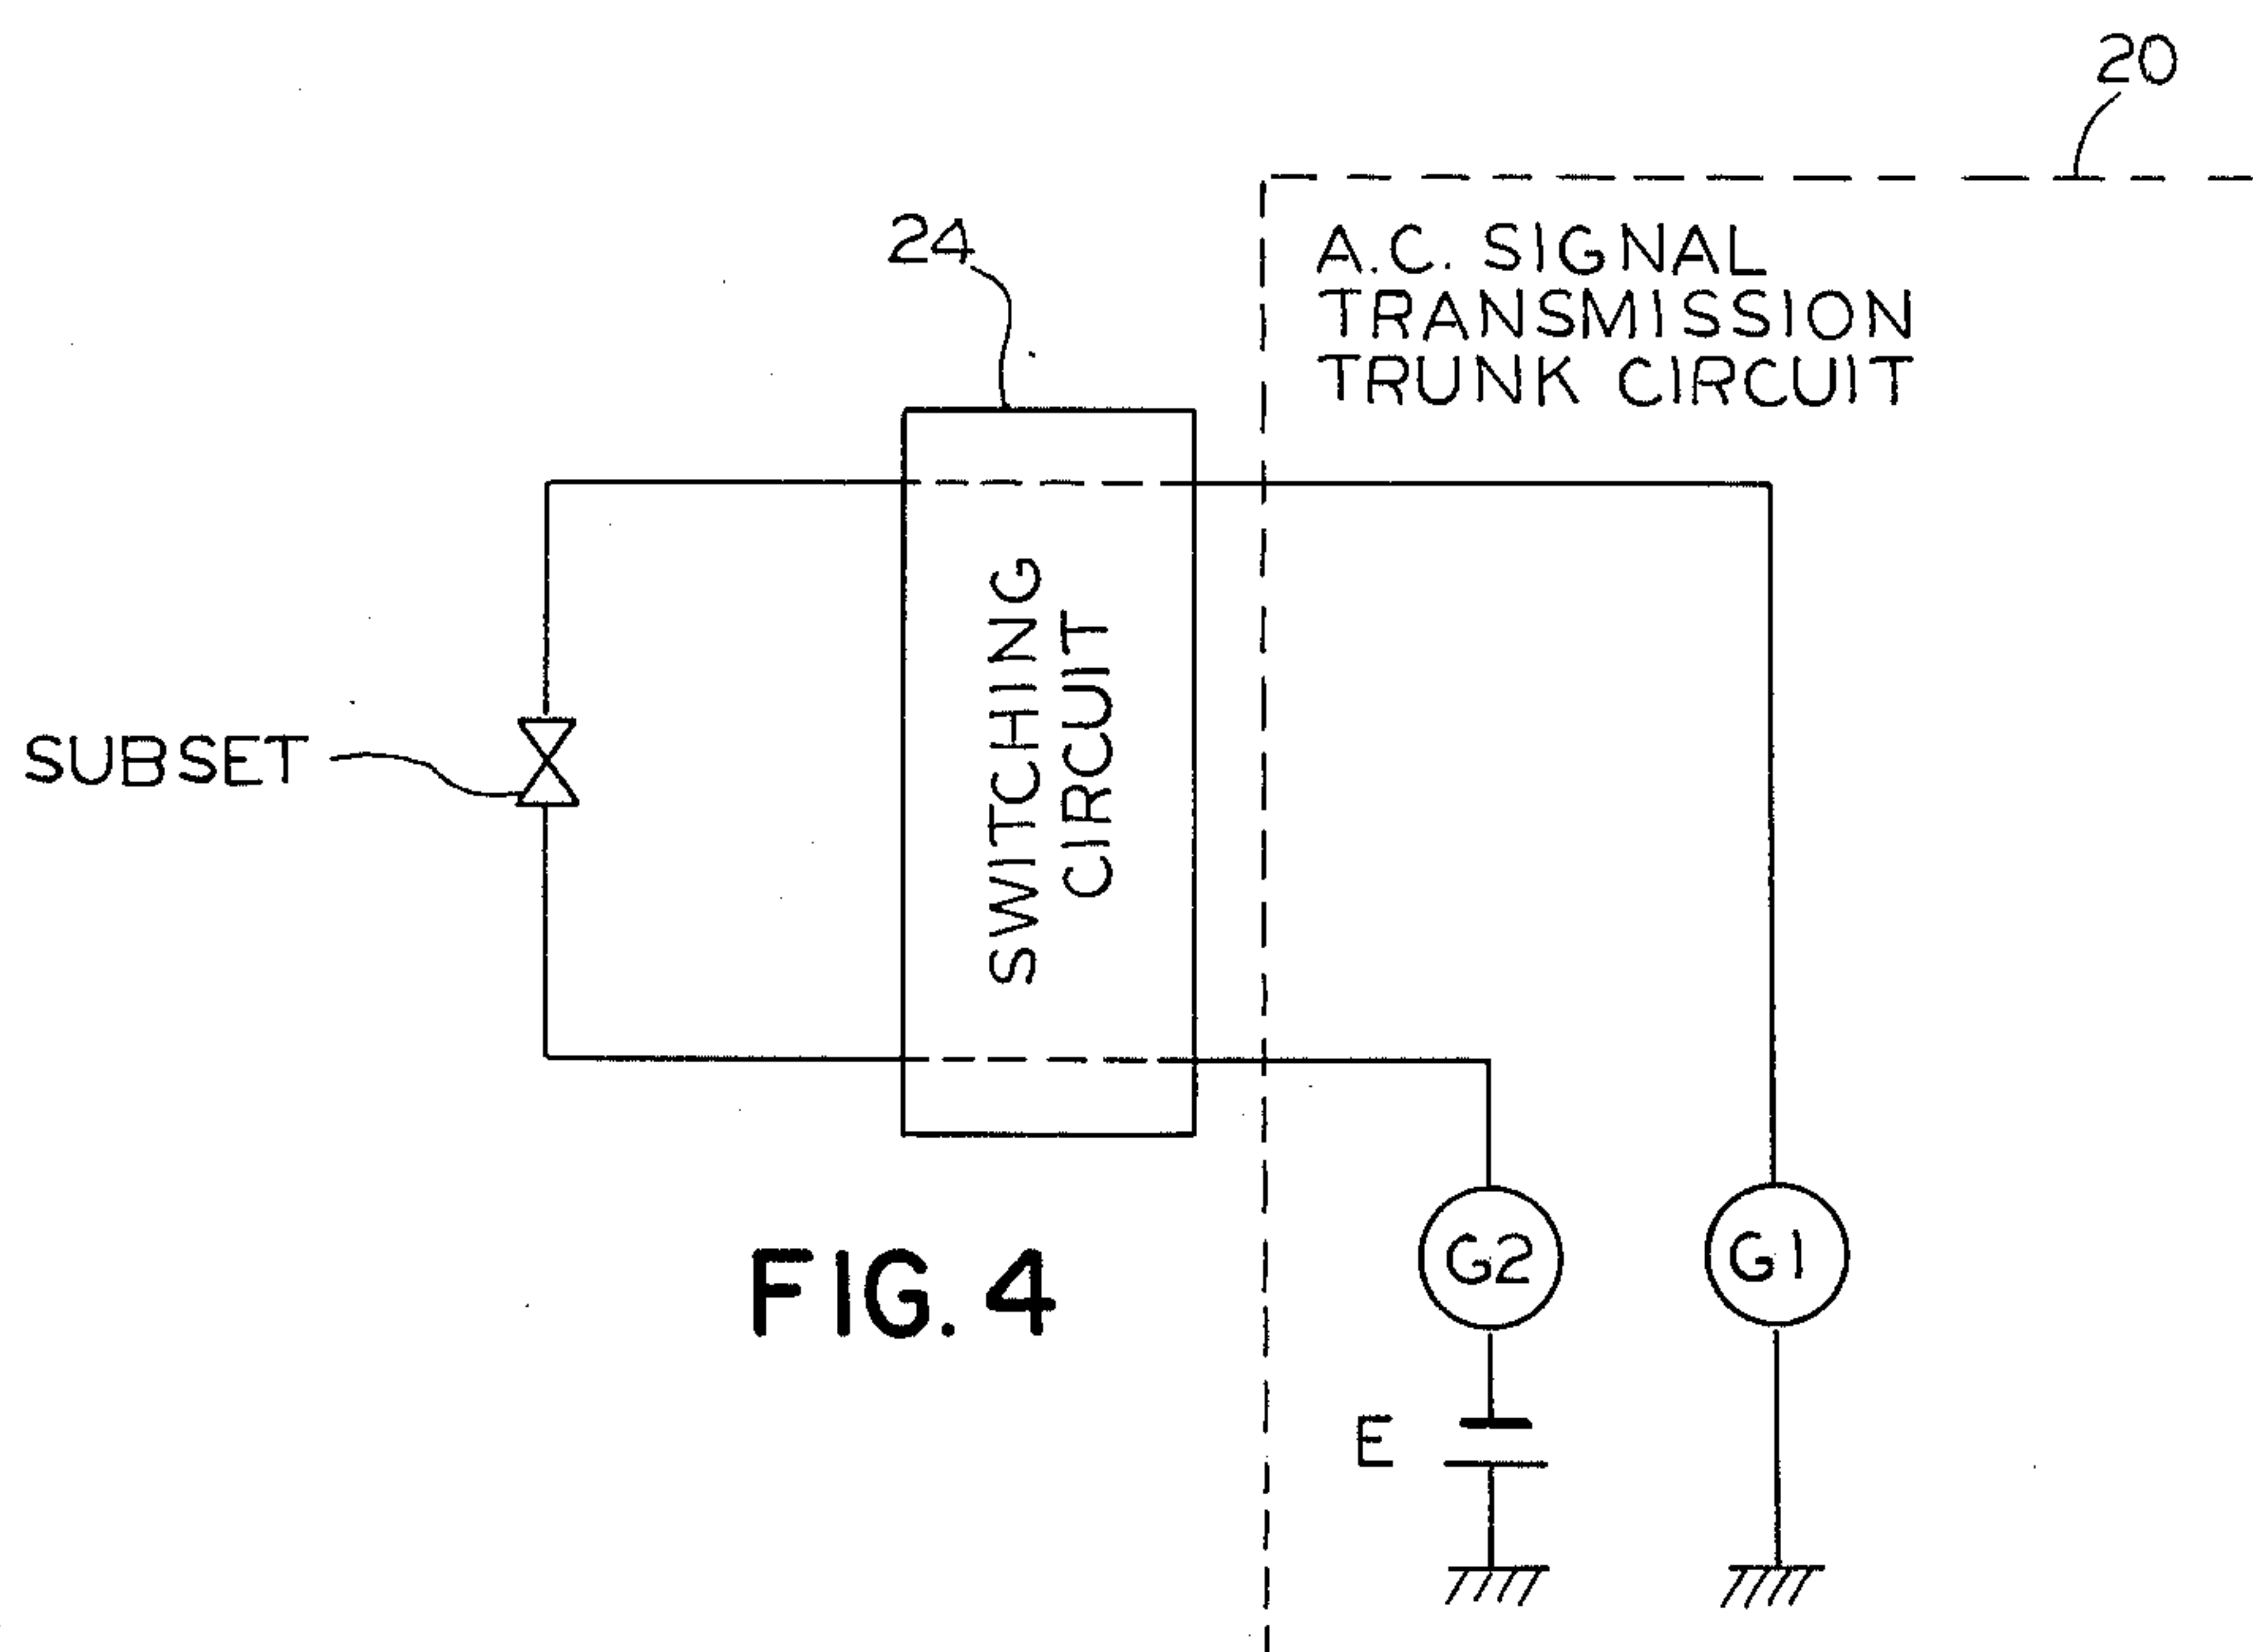 20
24
A.C. SIGNAL
TRANSMISSION
TRUNK CIRCUIT
SWITCHING
CIRCUIT
SUBSET
G2
G1
FIG. 4
E